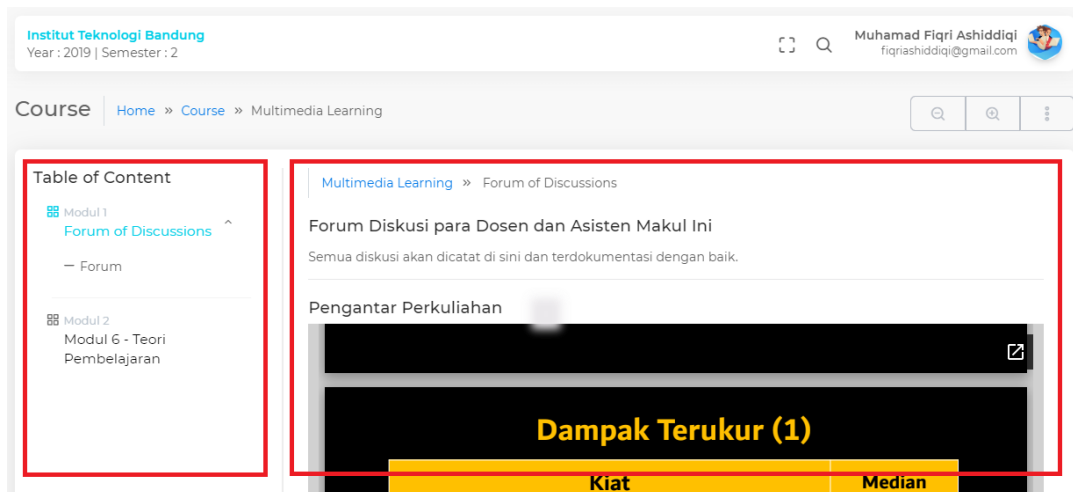 Institut Teknologi Bandung
Year : 2019 | Semester : 2
Muhamad Fiqri Ashiddiqi
fiqriashiddiqi@gmail.com
Course
Home » Course » Multimedia Learning
Table of Content
Modul 1
Forum of Discussions
— Forum
Modul 2
Modul 6 - Teori
Pembelajaran
Multimedia Learning » Forum of Discussions
Forum Diskusi para Dosen dan Asisten Makul Ini
Semua diskusi akan dicatat di sini dan terdokumentasi dengan baik.
Pengantar Perkuliahan
Dampak Terukur (1)
Kiat Median